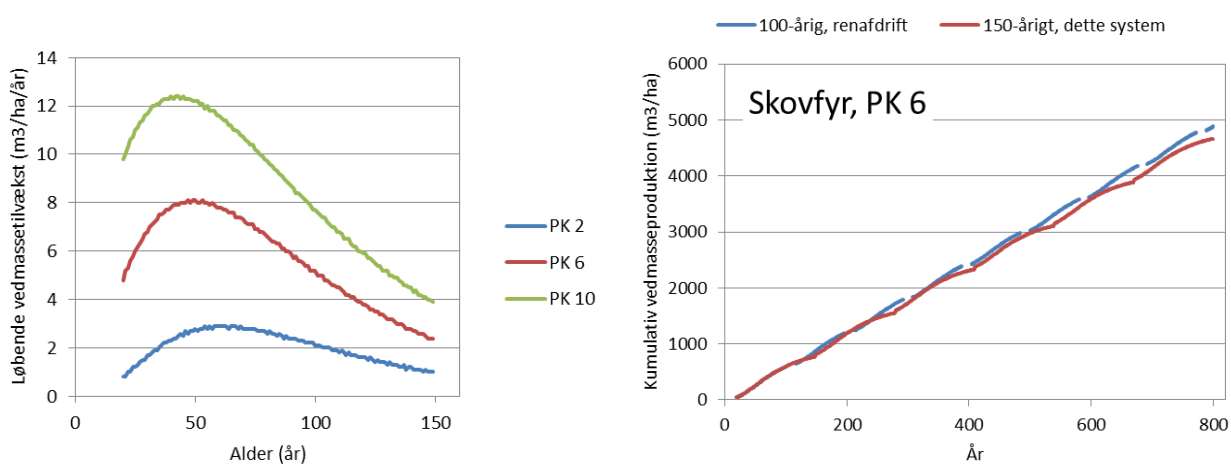 Løbende vedmassetilvækst (m3/ha/år)
14
12
10
8
6
4
2
0
0 50 100 150
Alder (år)
PK 2
PK 6
PK 10
100-årig, renafdrift 150-årigt, dette system
Kumulativ vedmasseproduktion (m3/ha)
6000
5000
4000
3000
2000
1000
0
Skovfyr, PK 6
0 200 400 600 800
År